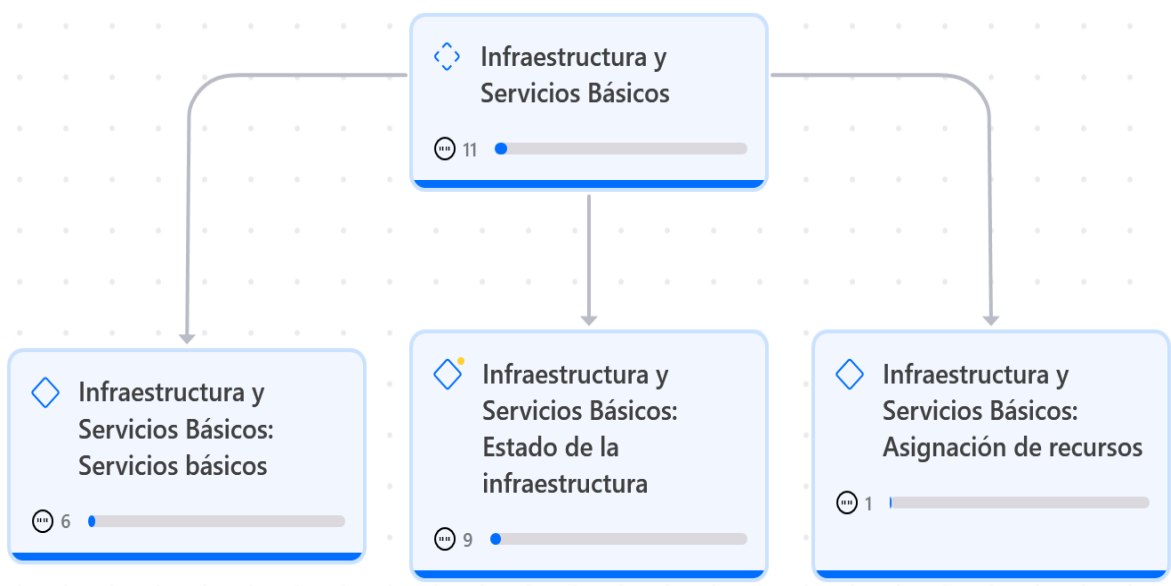 Infraestructura y
Servicios Básicos
11
Infraestructura y
Servicios Básicos:
Servicios básicos
6
Infraestructura y
Servicios Básicos:
Estado de la
infraestructura
9
Infraestructura y
Servicios Básicos:
Asignación de recursos
1